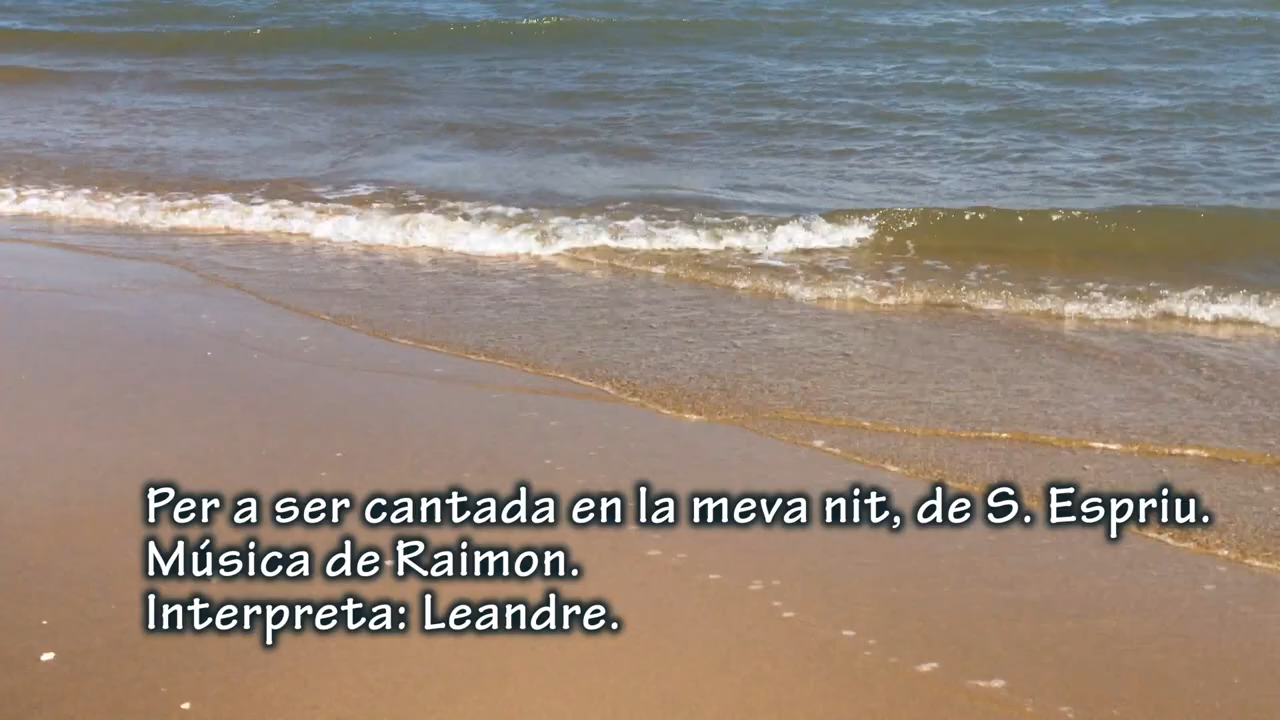 Per a ser cantada en la meva nit, de S. Espriu.
Música de Raimon.
Interpreta: Leandre.